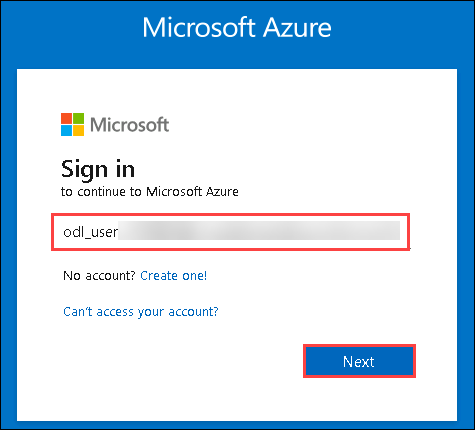 Microsoft Azure
Microsoft
Sign in
to continue to Microsoft Azure
odl_user
No account? Create one!
Can't access your account?
Next